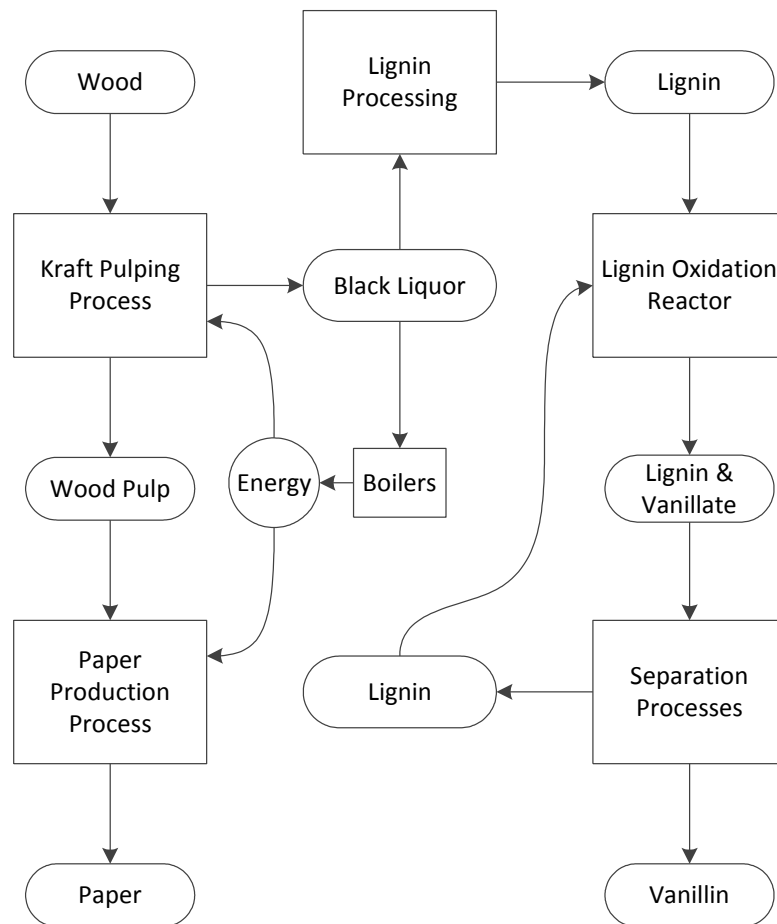 Wood
Lignin
Processing
Lignin
Kraft Pulping
Process
Black Liquor
Lignin Oxidation
Reactor
Wood Pulp
Energy
Boilers
Lignin &
Vanillate
Paper
Production
Process
Lignin
Separation
Processes
Paper
Vanillin